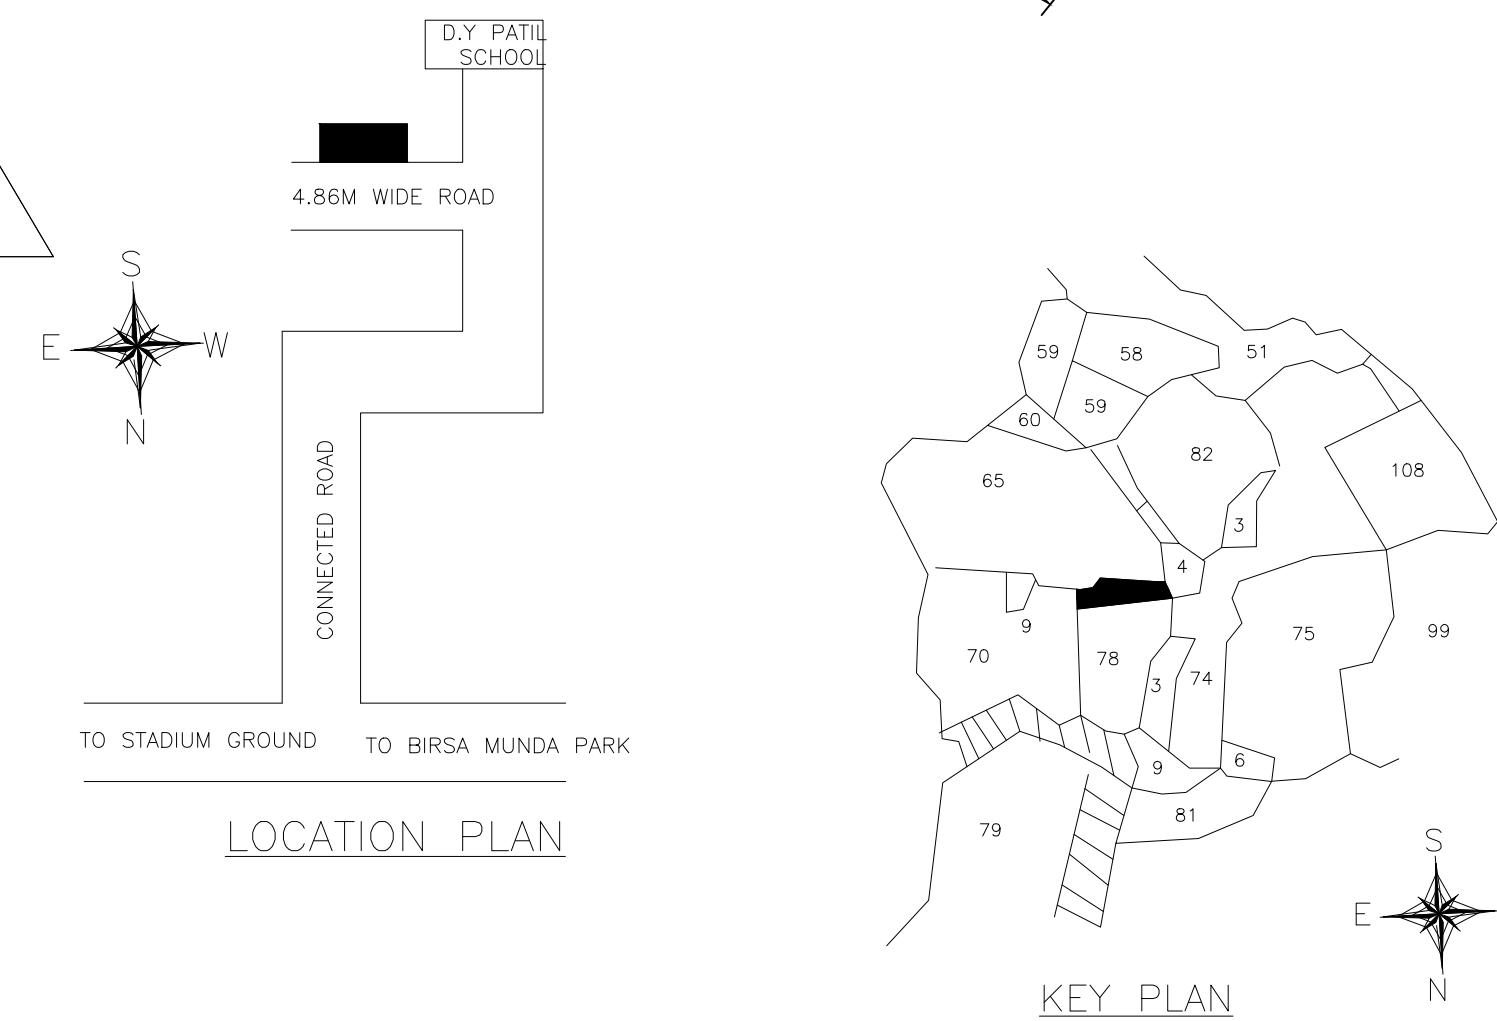 D.Y PATIL
SCHOOL
4.86M WIDE ROAD
S
E
W
N
CONNECTED ROAD
TO STADIUM GROUND
TO BIRSA MUNDA PARK
LOCATION PLAN
59
58
51
59
60
82
108
65
3
4
9
75
99
70
78
74
3
9
6
81
79
S
E
N
KEY PLAN